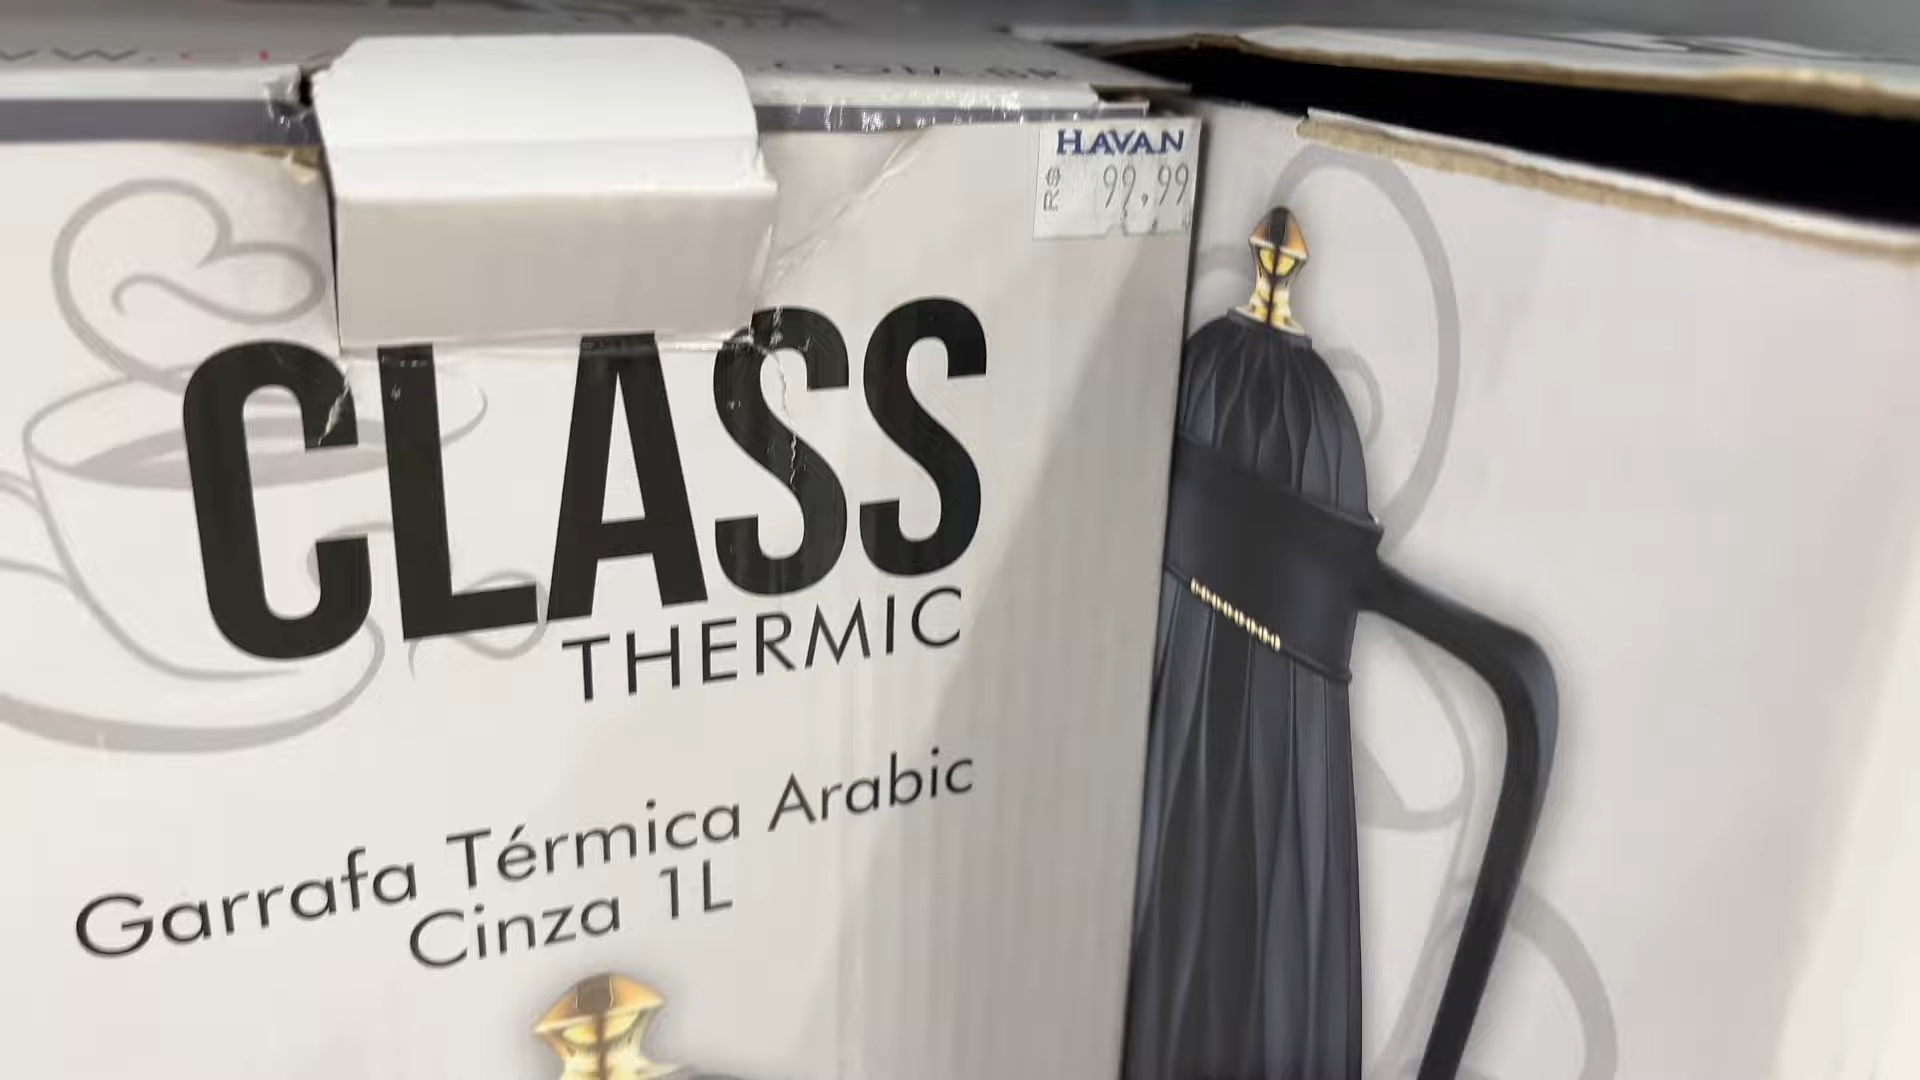 HAVAN
R$ 99,99
CLASS
THERMIC
Garrafa Térmica Arabic
Cinza 1L